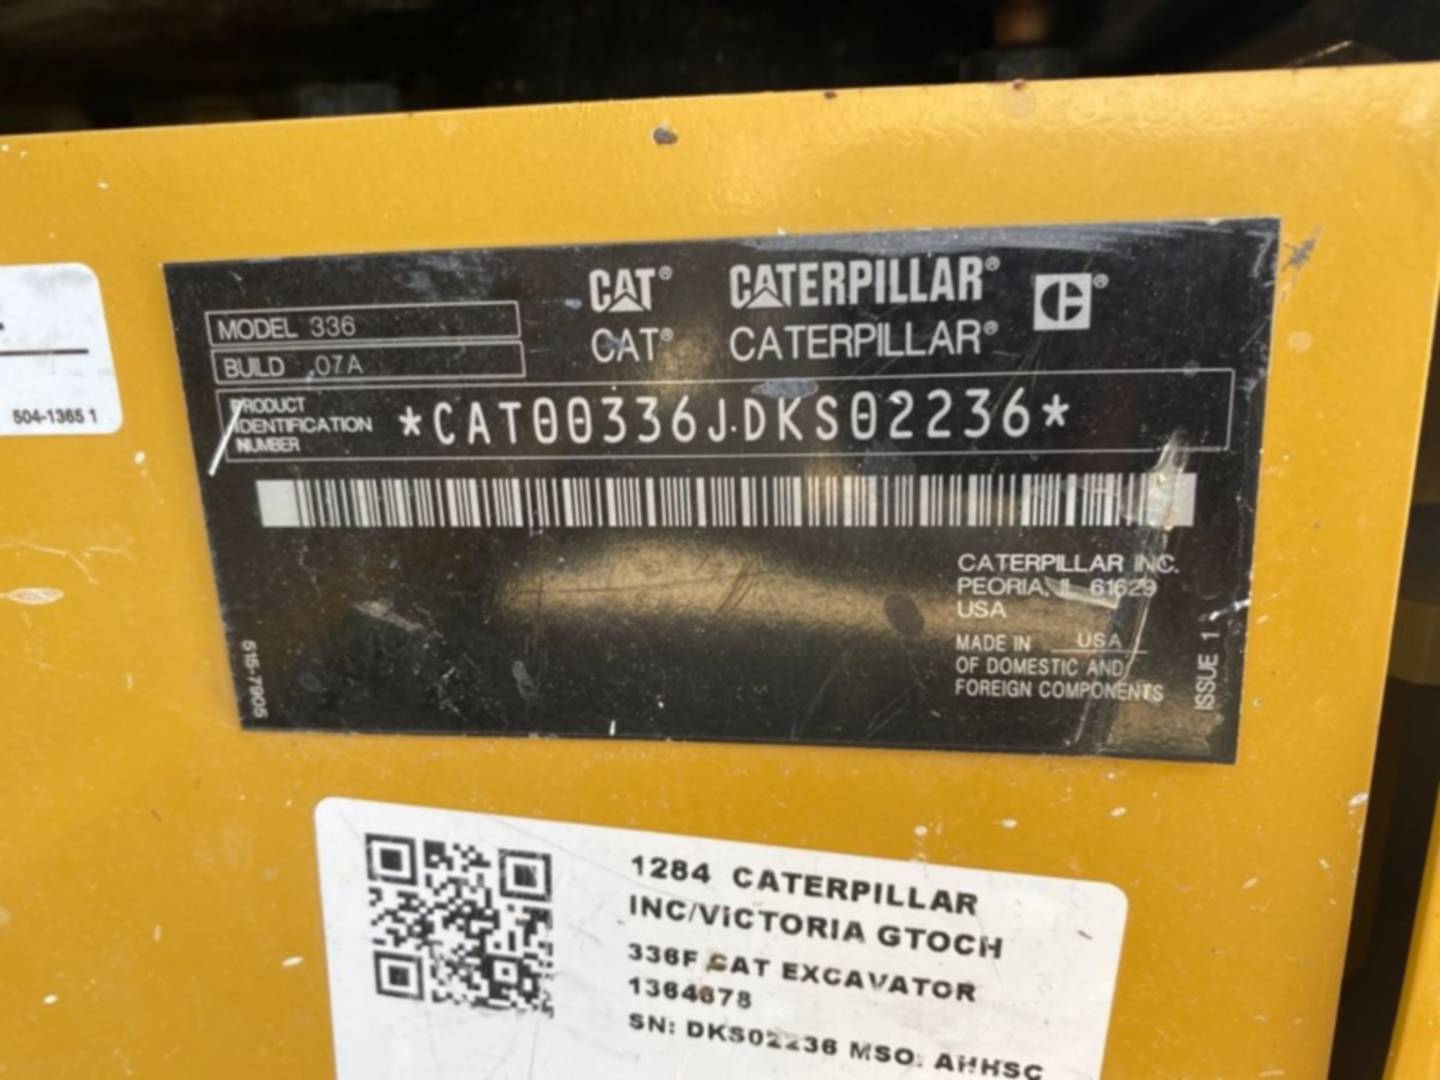 504-1365 1
CAT® CATERPILLAR®
CAT® CATERPILLAR®
MODEL 336
BUILD 07A
PRODUCT
IDENTIFICATION
NUMBER
*CAT00336JDKS02236*
CATERPILLAR INC.
PEORIA, IL 61629
USA
MADE IN USA
OF DOMESTIC AND
FOREIGN COMPONENTS
515-7905
ISSUE 1
1284 CATERPILLAR
INC/VICTORIA GTOCH
336F CAT EXCAVATOR
1364678
SN: DKS02236 MSO: AHHSC